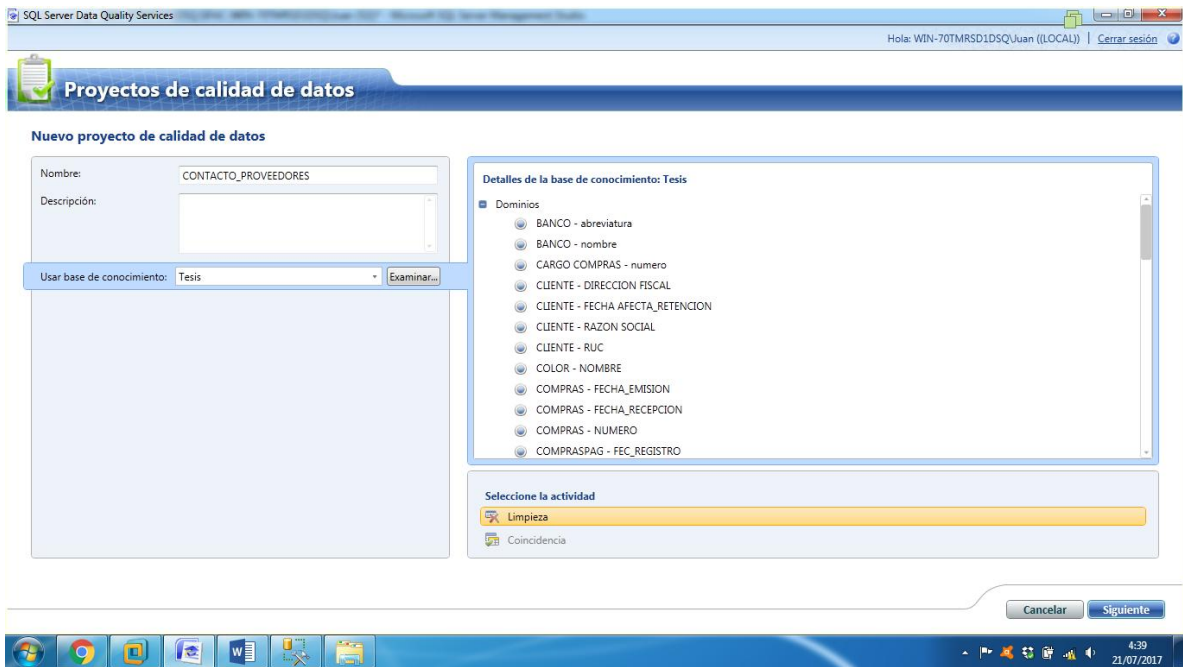 SQL Server Data Quality Services
Hola: WIN-70TMRSD1DSQ\Juan ((LOCAL)) | Cerrar sesión
Proyectos de calidad de datos
Nuevo proyecto de calidad de datos
Nombre: CONTACTO_PROVEEDORES
Descripción:
Usar base de conocimiento: Tesis Examinar...
Detalles de la base de conocimiento: Tesis
Dominios
BANCO - abreviatura
BANCO - nombre
CARGO COMPRAS - numero
CLIENTE - DIRECCION FISCAL
CLIENTE - FECHA AFECTA_RETENCION
CLIENTE - RAZON SOCIAL
CLIENTE - RUC
COLOR - NOMBRE
COMPRAS - FECHA_EMISION
COMPRAS - FECHA_RECEPCION
COMPRAS - NUMERO
COMPRASPAG - FEC_REGISTRO
Seleccione la actividad
Limpieza
Coincidencia
Cancelar Siguiente
4:39
21/07/2017